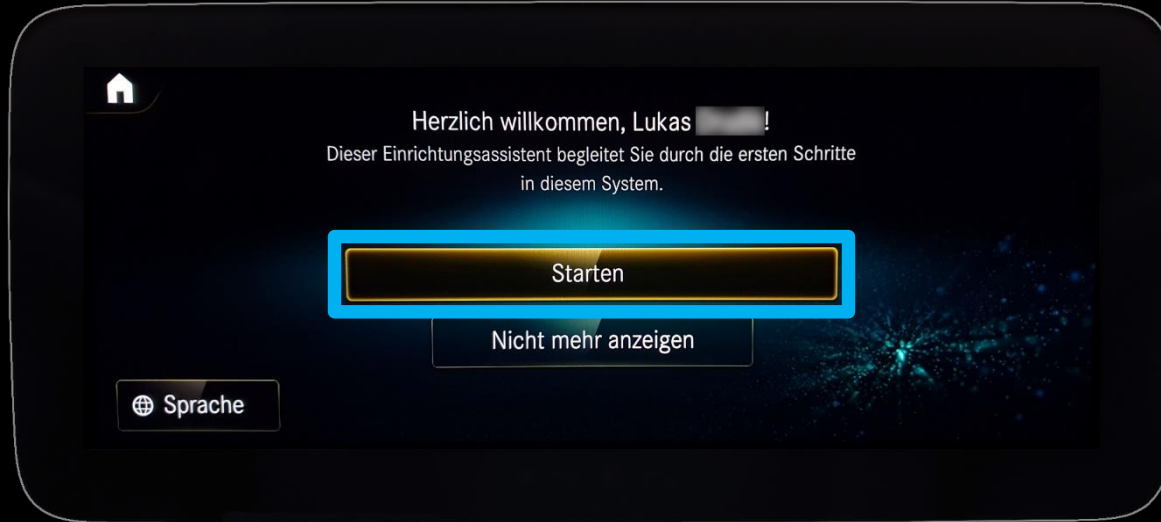 Herzlich willkommen, Lukas !
Dieser Einrichtungsassistent begleitet Sie durch die ersten Schritte
in diesem System.
Starten
Nicht mehr anzeigen
Sprache